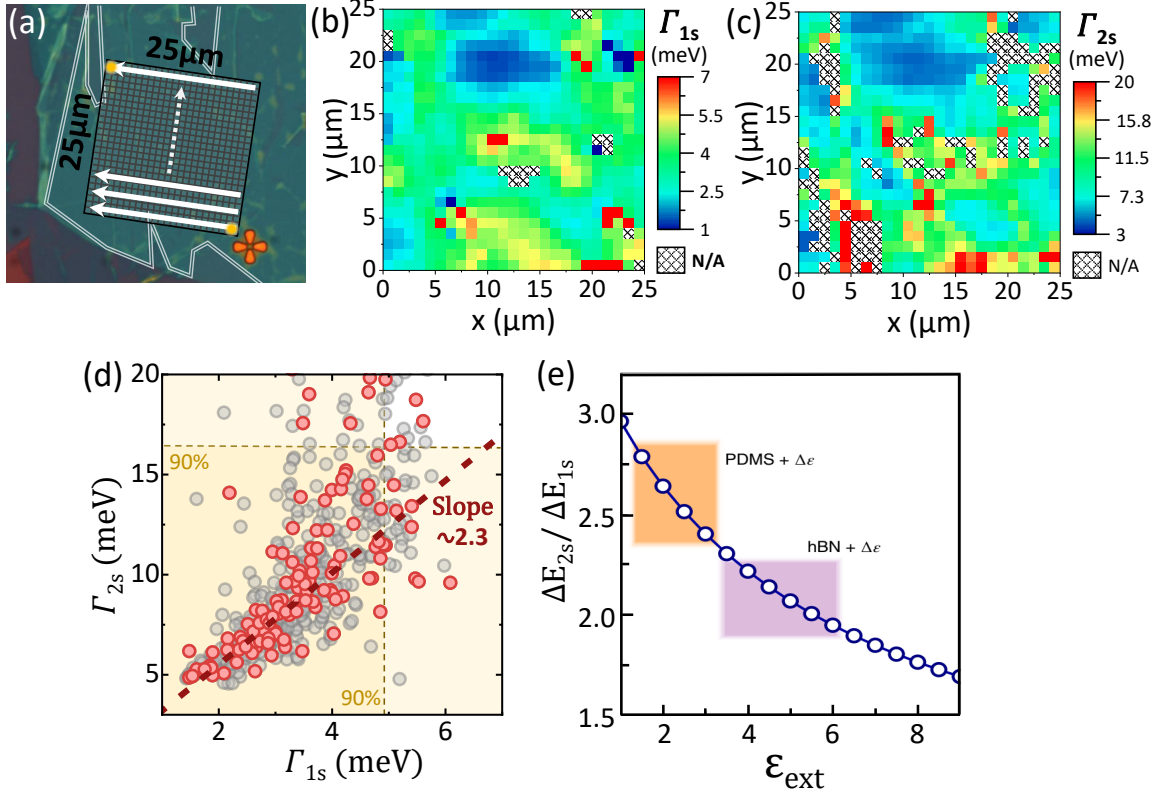 (a)
25μm
25μm
(b)
Γ1s
(meV)
7
5.5
4
2.5
1
N/A
25
20
15
10
5
0
y (μm)
0 5 10 15 20 25
x (μm)
(c)
Γ2s
(meV)
20
15.8
11.5
7.3
3
N/A
25
20
15
10
5
0
y (μm)
0 5 10 15 20 25
x (μm)
(d)
20
15
10
5
Γ2s (meV)
90%
90%
Slope
~2.3
2 4 6
Γ1s (meV)
(e)
3.0
2.5
2.0
1.5
ΔE2s/ ΔE1s
PDMS + Δε
hBN + Δε
2 4 6 8
εext